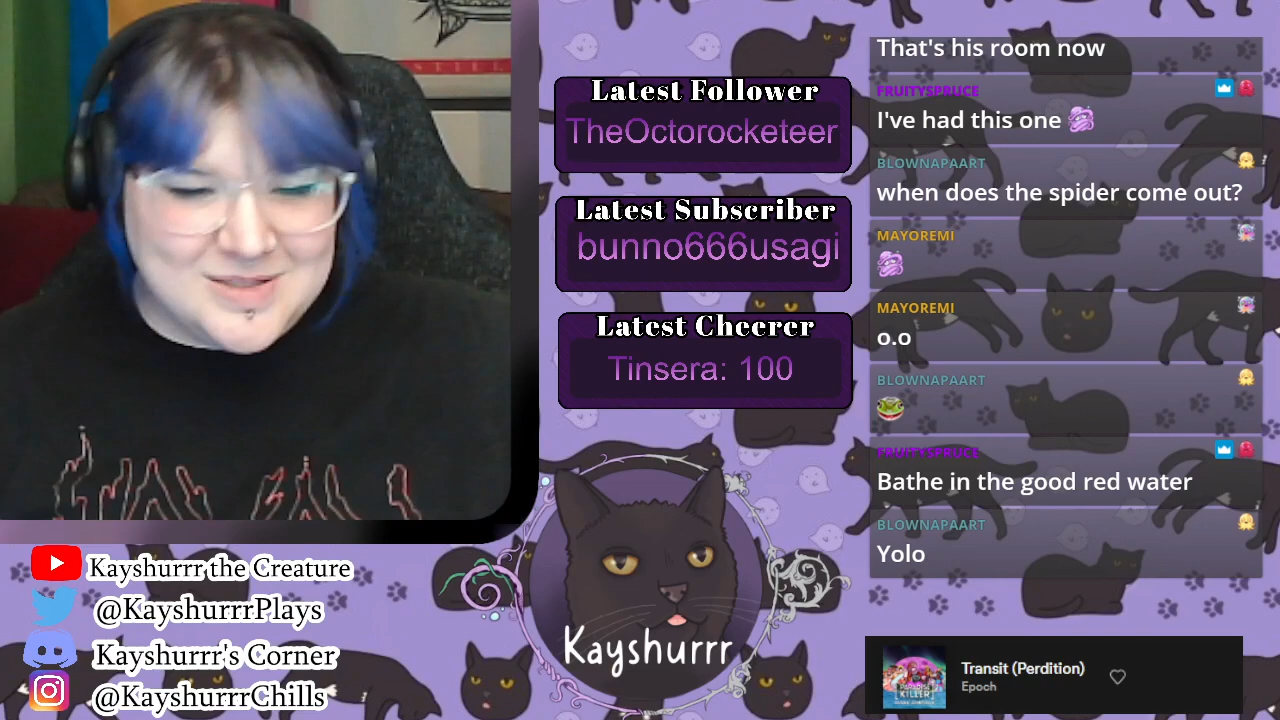 Latest Follower
TheOctorocketeer
Latest Subscriber
bunno666usagi
Latest Cheerer
Tinsera: 100
That's his room now
FRUITYSPRUCE
I've had this one
BLOWNAPAART
when does the spider come out?
MAYOREMI
MAYOREMI
o.o
BLOWNAPAART
FRUITYSPRUCE
Bathe in the good red water
BLOWNAPAART
Yolo
Kayshurrr the Creature
@KayshurrrPlays
Kayshurrr's Corner
@KayshurrrChills
Kayshurrr
PARADISE
KILLER
Transit (Perdition)
Epoch